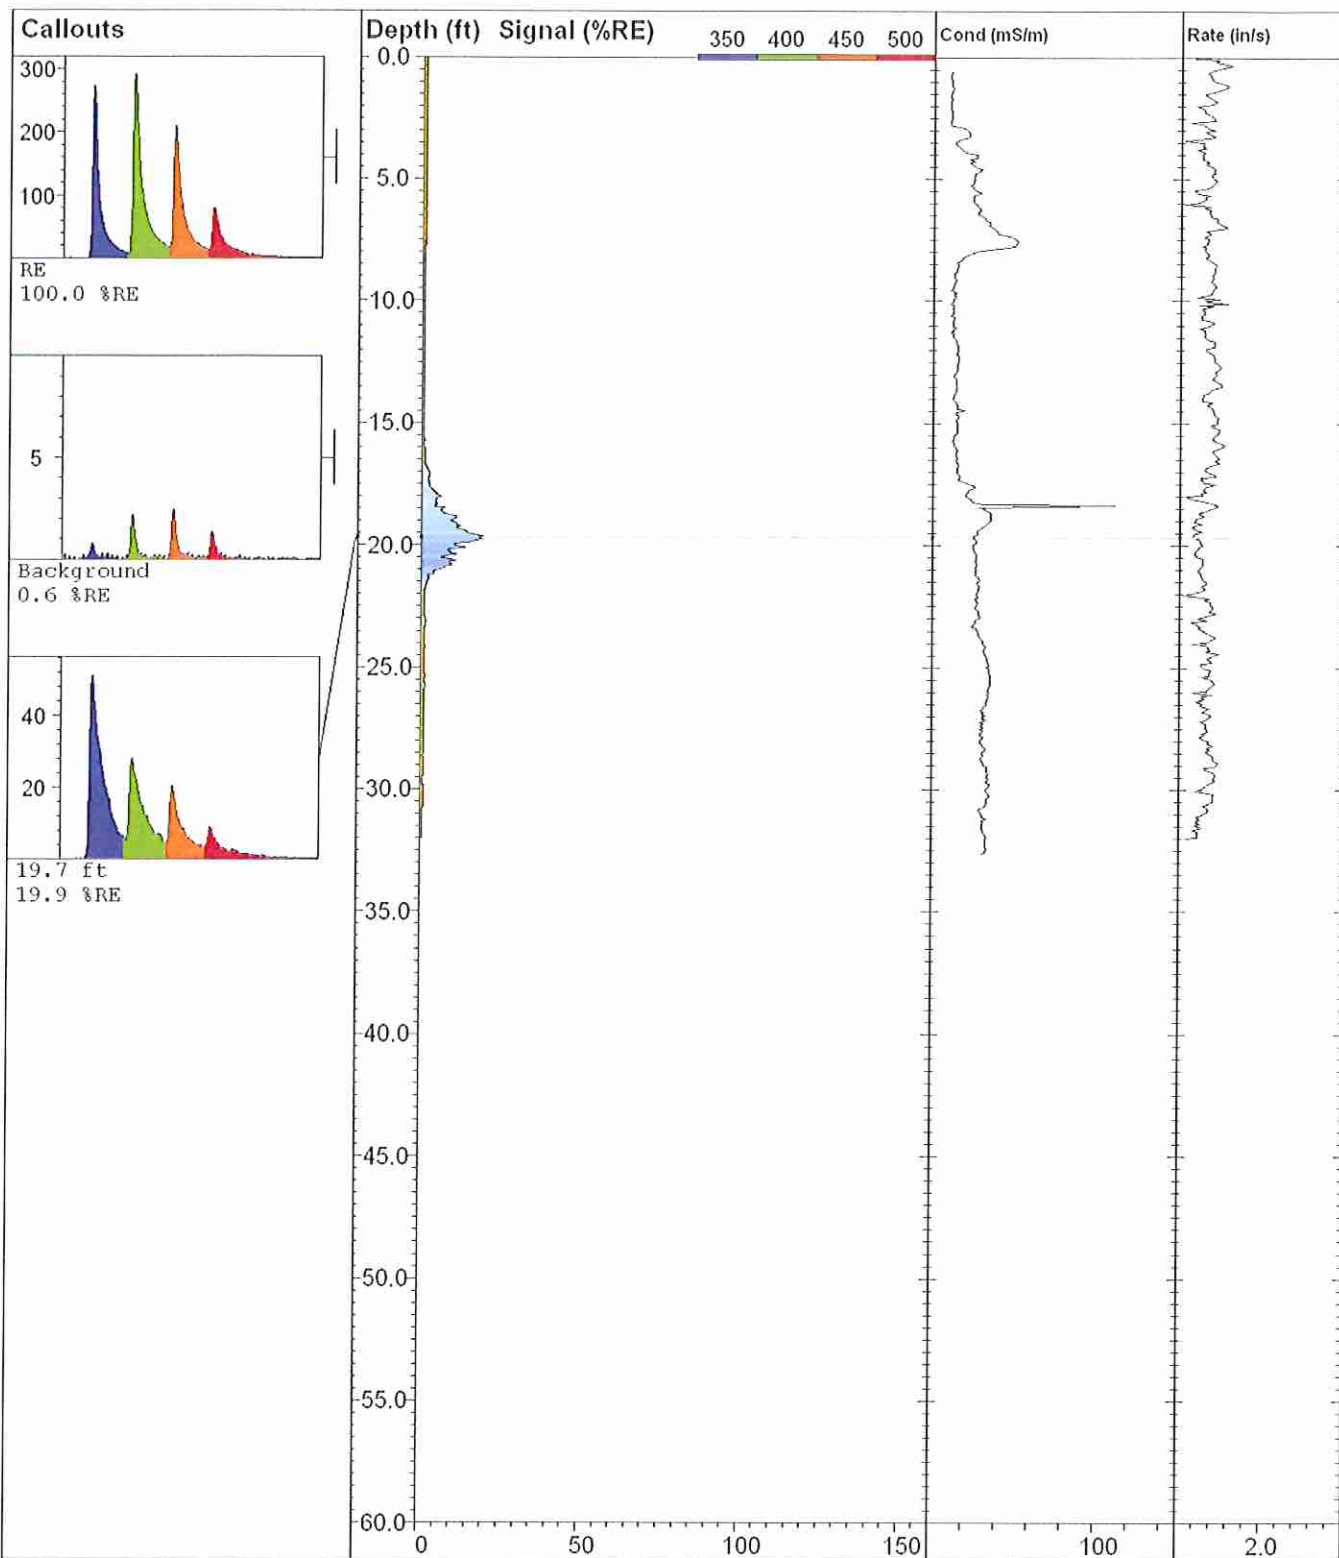 Callouts
Depth (ft) Signal (%RE)
350 400 450 500
Cond (mS/m)
Rate (in/s)
300
200
100
RE
100.0 %RE
5
Background
0.6 %RE
40
20
19.7 ft
19.9 %RE
0.0
5.0
10.0
15.0
20.0
25.0
30.0
35.0
40.0
45.0
50.0
55.0
60.0
0 50 100 150
100
2.0